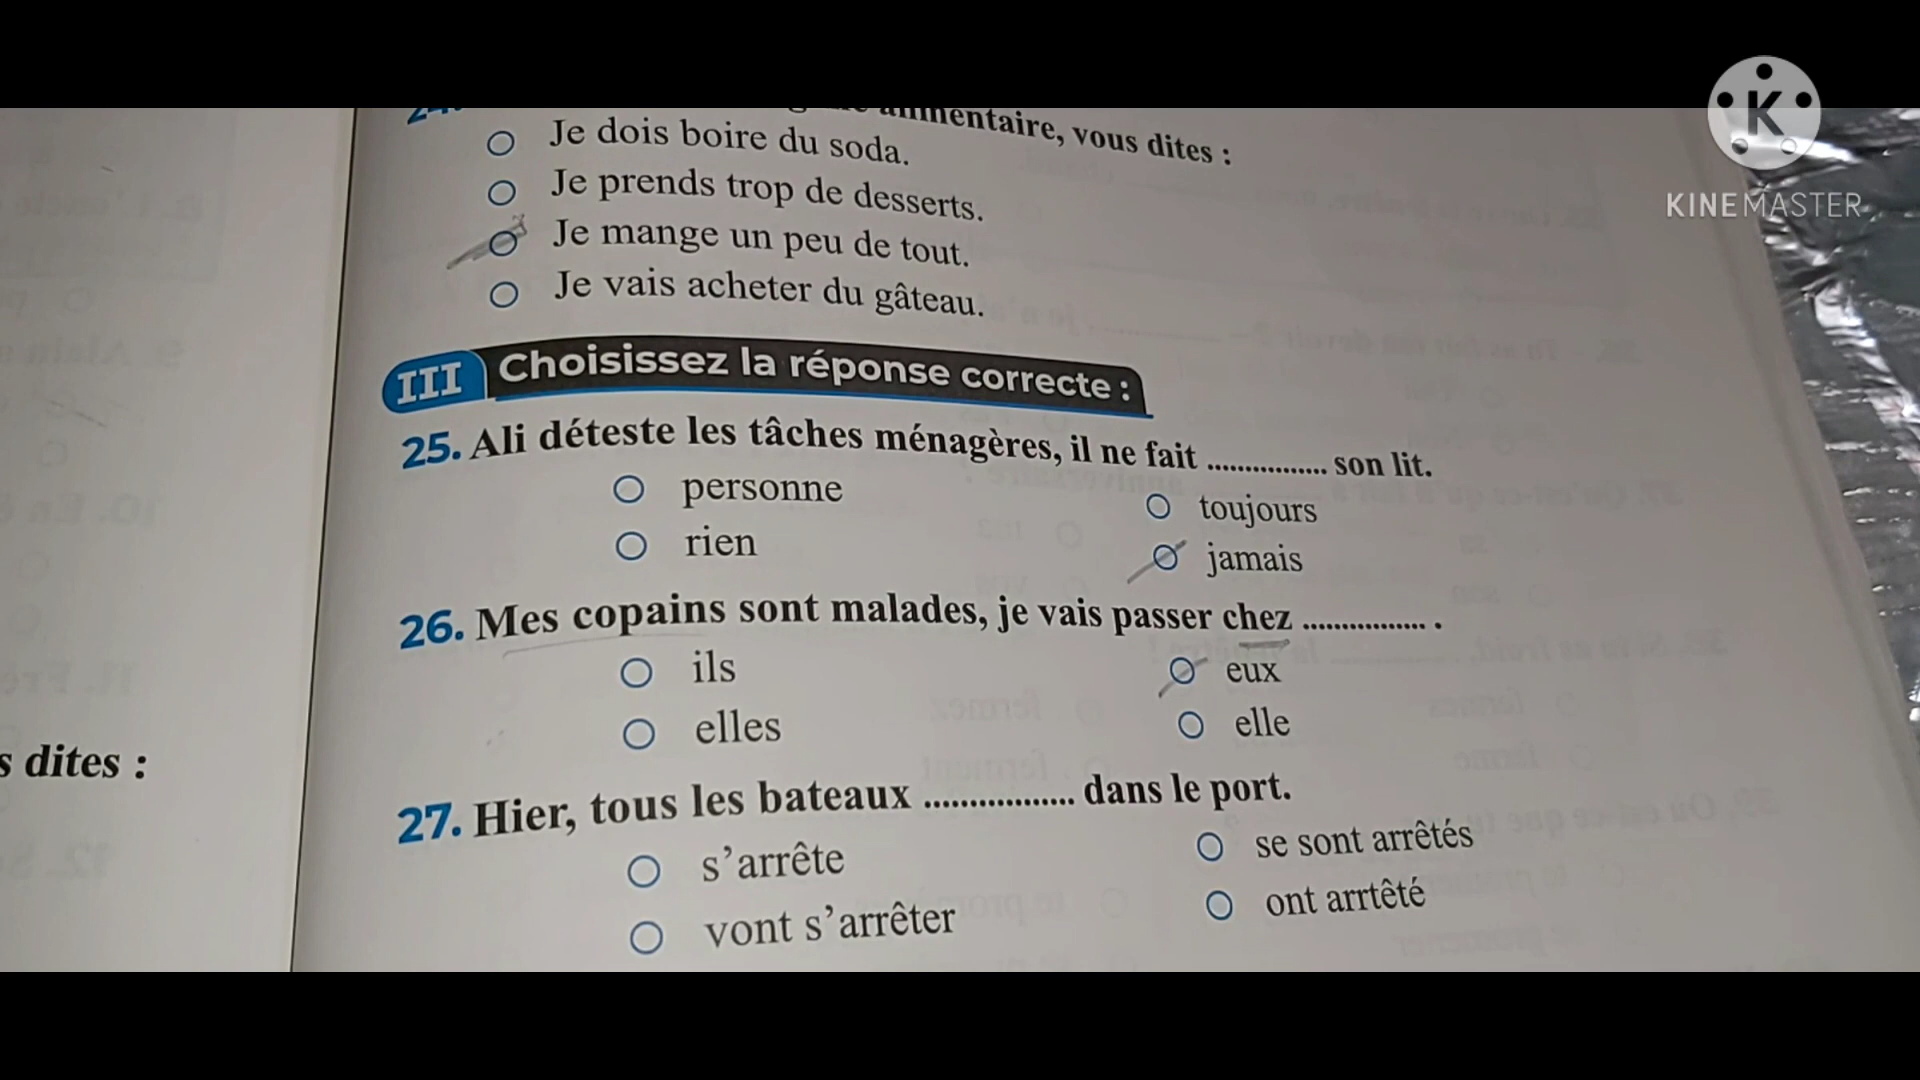 alimentaire, vous dites :
Je dois boire du soda.
Je prends trop de desserts.
Je mange un peu de tout.
Je vais acheter du gâteau.
III Choisissez la réponse correcte :
25. Ali déteste les tâches ménagères, il ne fait ................ son lit.
personne
toujours
rien
jamais
26. Mes copains sont malades, je vais passer chez ................ .
ils
eux
elles
elle
27. Hier, tous les bateaux ................. dans le port.
s'arrête
se sont arrêtés
vont s'arrêter
ont arrtêté
s dites :
KINEMASTER